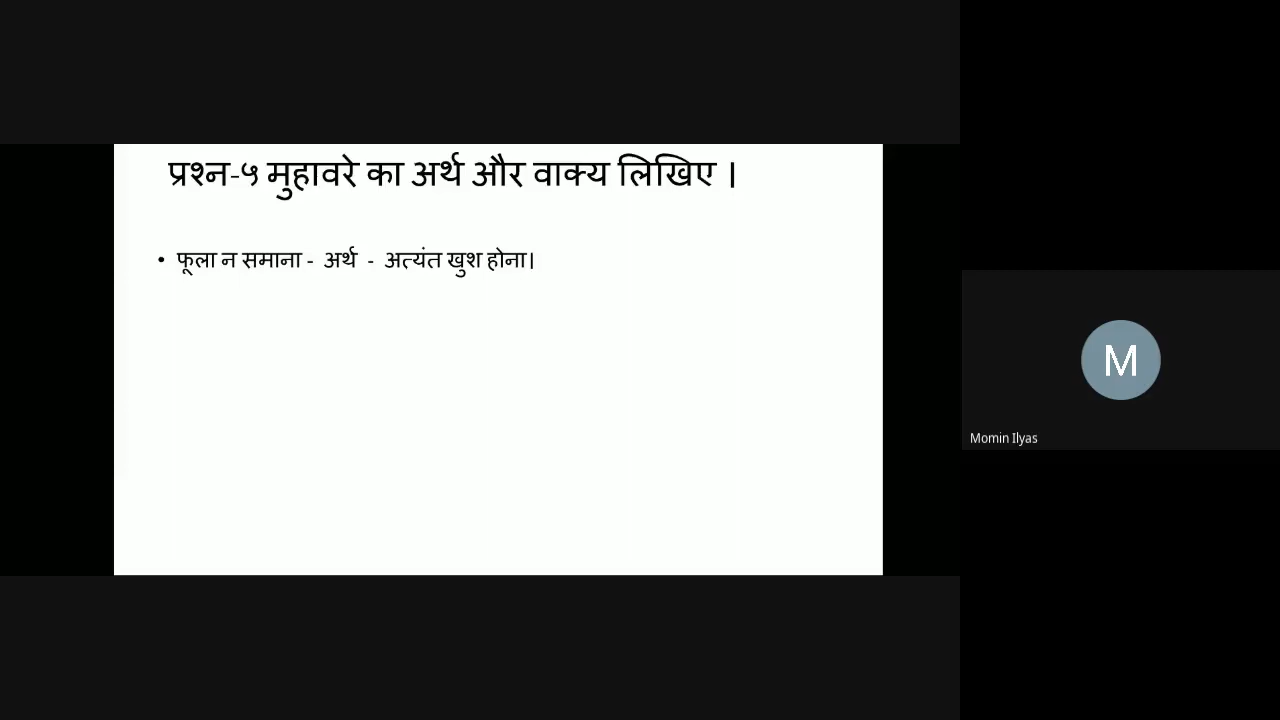 प्रश्न-५ मुहावरे का अर्थ और वाक्य लिखिए ।
• फूला न समाना - अर्थ - अत्यंत खुश होना।
M
Momin Ilyas